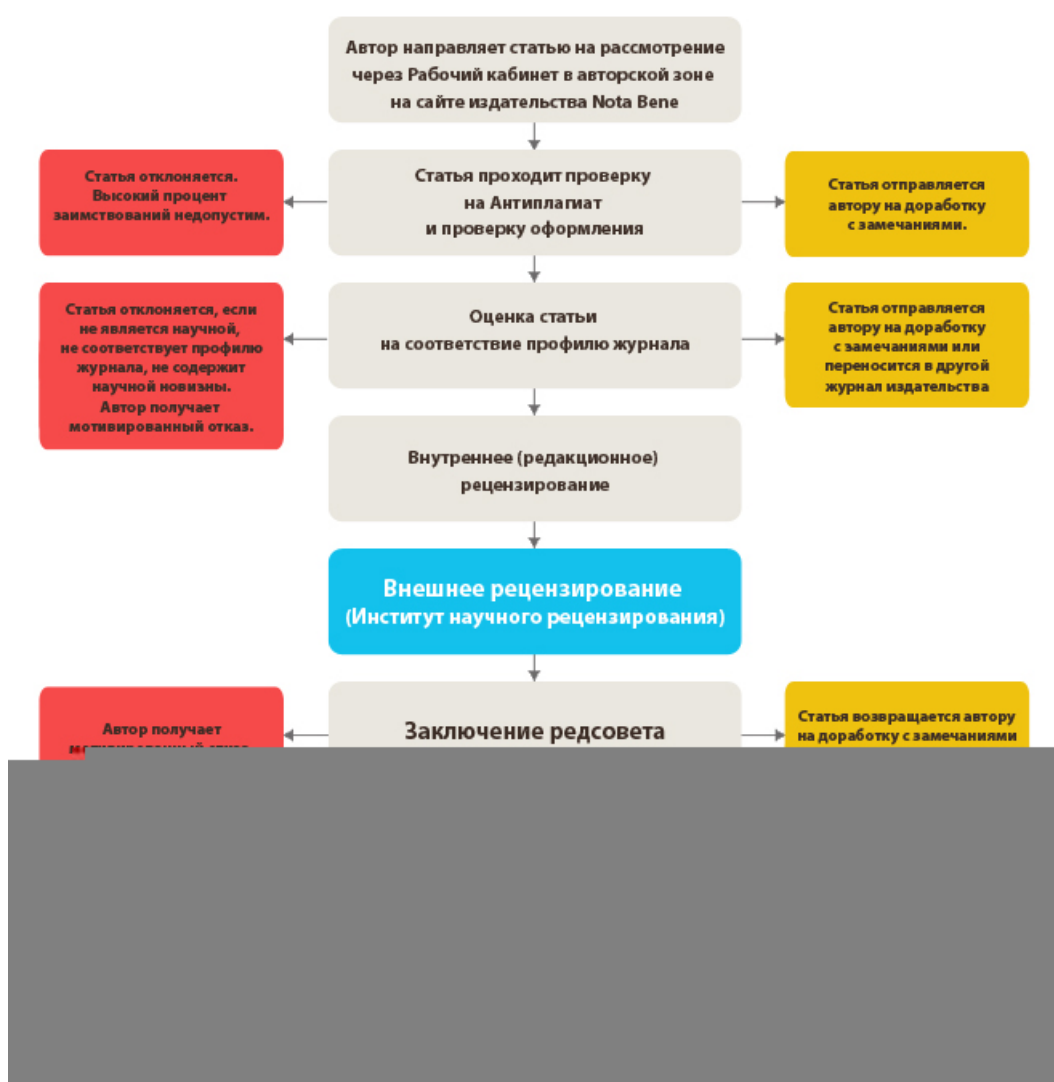 Автор направляет статью на рассмотрение
через Рабочий кабинет в авторской зоне
на сайте издательства Nota Bene
Статья отклоняется.
Высокий процент
заимствований недопустим.
Статья проходит проверку
на Антиплагиат
и проверку оформления
Статья отправляется
автору на доработку
с замечаниями.
Статья отклоняется, если
не является научной,
не соответствует профилю
журнала, не содержит
научной новизны.
Автор получает
мотивированный отказ.
Оценка статьи
на соответствие профилю журнала
Статья отправляется
автору на доработку
с замечаниями или
переносится в другой
журнал издательства
Внутреннее (редакционное)
рецензирование
Внешнее рецензирование
(Институт научного рецензирования)
Автор получает
Заключение редсовета
Статья возвращается автору
на доработку с замечаниями